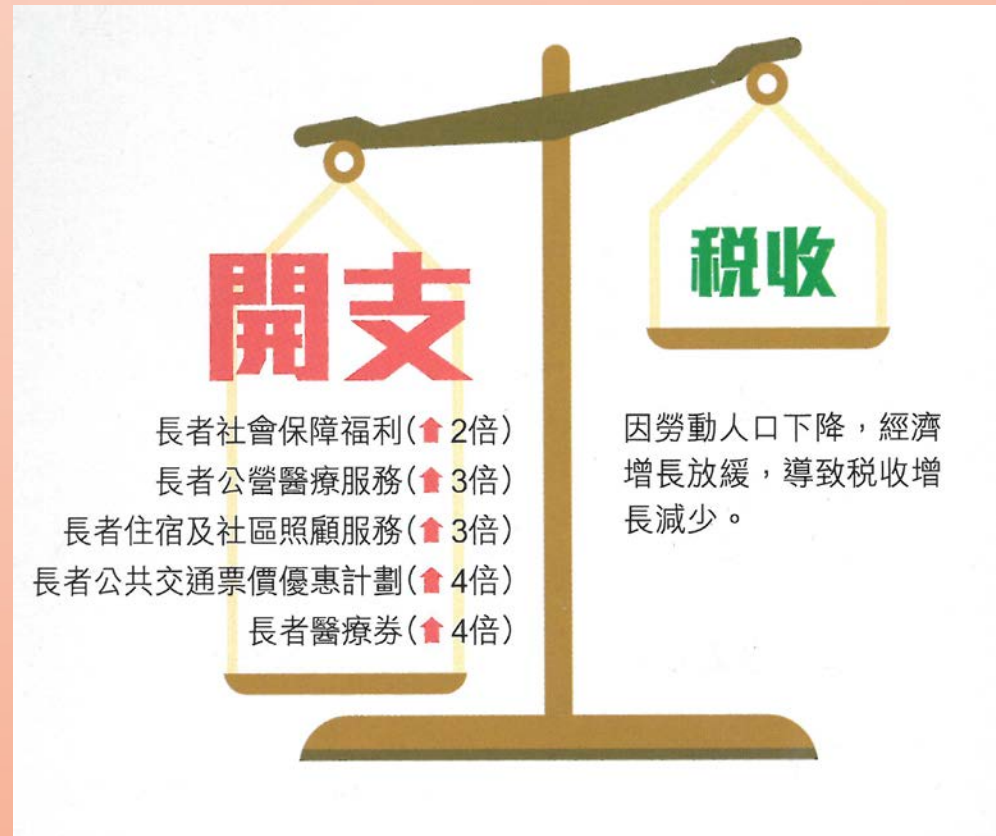 開支
長者社會保障福利(⬆2倍)
長者公營醫療服務(⬆3倍)
長者住宿及社區照顧服務(⬆3倍)
長者公共交通票價優惠計劃(⬆4倍)
長者醫療券(⬆4倍)
税收
因勞動人口下降，經濟
增長放緩，導致税收增
長減少。